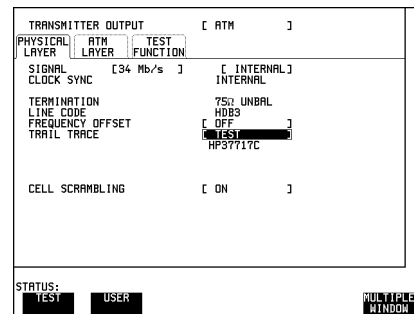 TRANSMITTER OUTPUT [ ATM ]
PHYSICAL LAYER ATM LAYER TEST FUNCTION
SIGNAL [34 Mb/s ] [ INTERNAL]
CLOCK SYNC INTERNAL
TERMINATION 75Ω UNBAL
LINE CODE HDB3
FREQUENCY OFFSET [ OFF ]
TRAIL TRACE [ TEST ]
HP37717C
CELL SCRAMBLING [ ON ]
STATUS:
TEST USER MULTIPLE WINDOW